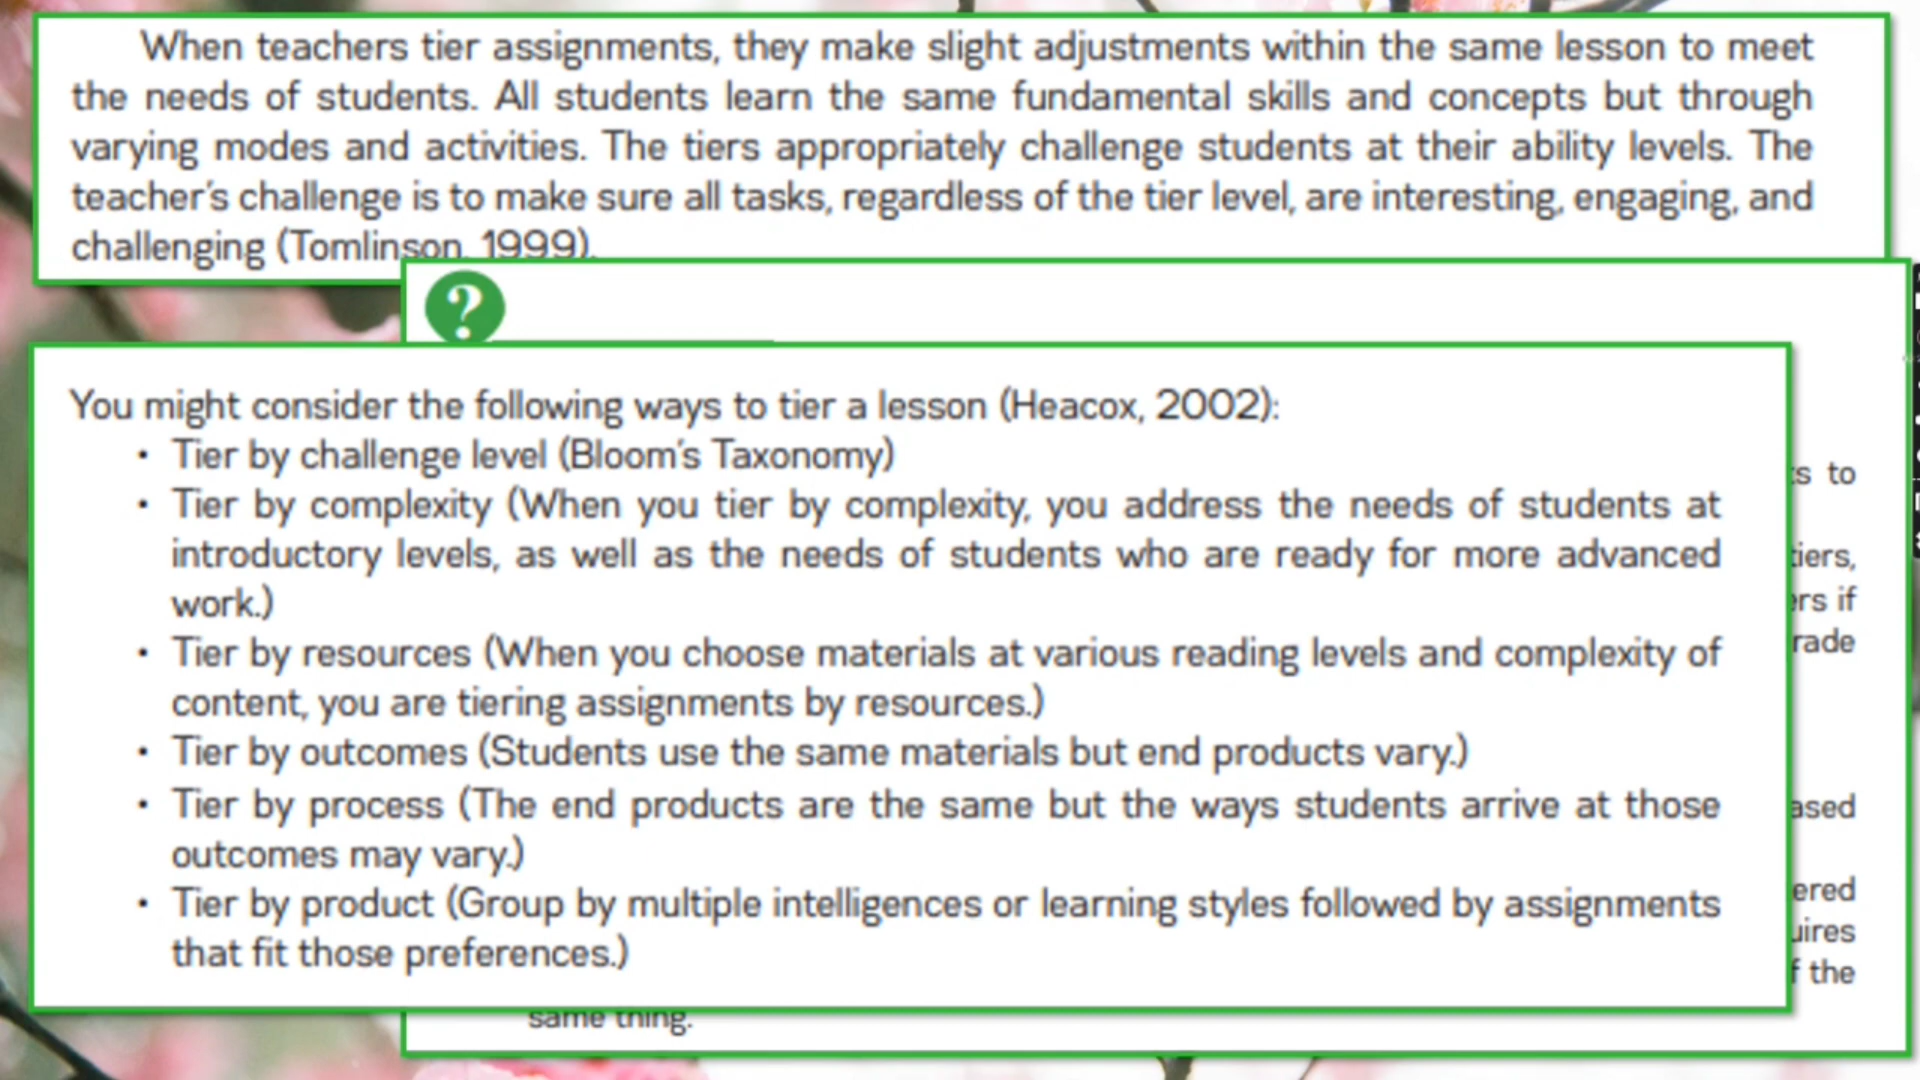 When teachers tier assignments, they make slight adjustments within the same lesson to meet
the needs of students. All students learn the same fundamental skills and concepts but through
varying modes and activities. The tiers appropriately challenge students at their ability levels. The
teacher's challenge is to make sure all tasks, regardless of the tier level, are interesting, engaging, and
challenging (Tomlinson, 1999).
?
You might consider the following ways to tier a lesson (Heacox, 2002):
• Tier by challenge level (Bloom's Taxonomy)
• Tier by complexity (When you tier by complexity, you address the needs of students at
introductory levels, as well as the needs of students who are ready for more advanced
work.)
• Tier by resources (When you choose materials at various reading levels and complexity of
content, you are tiering assignments by resources.)
• Tier by outcomes (Students use the same materials but end products vary.)
• Tier by process (The end products are the same but the ways students arrive at those
outcomes may vary.)
• Tier by product (Group by multiple intelligences or learning styles followed by assignments
that fit those preferences.)
to
if
the
same thing.